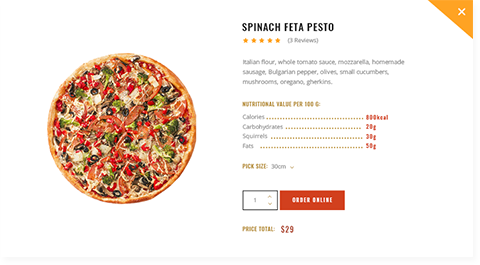 SPINACH FETA PESTO
(3 Reviews)
Italian flour, whole tomato sauce, mozzarella, homemade
sausage, Bulgarian pepper, olives, small cucumbers,
mushrooms, oregano, gherkins.
NUTRITIONAL VALUE PER 100 G:
Calories 800kcal
Carbohydrates 20g
Squirrels 30g
Fats 50g
PICK SIZE: 30cm
1 ORDER ONLINE
PRICE TOTAL: $29